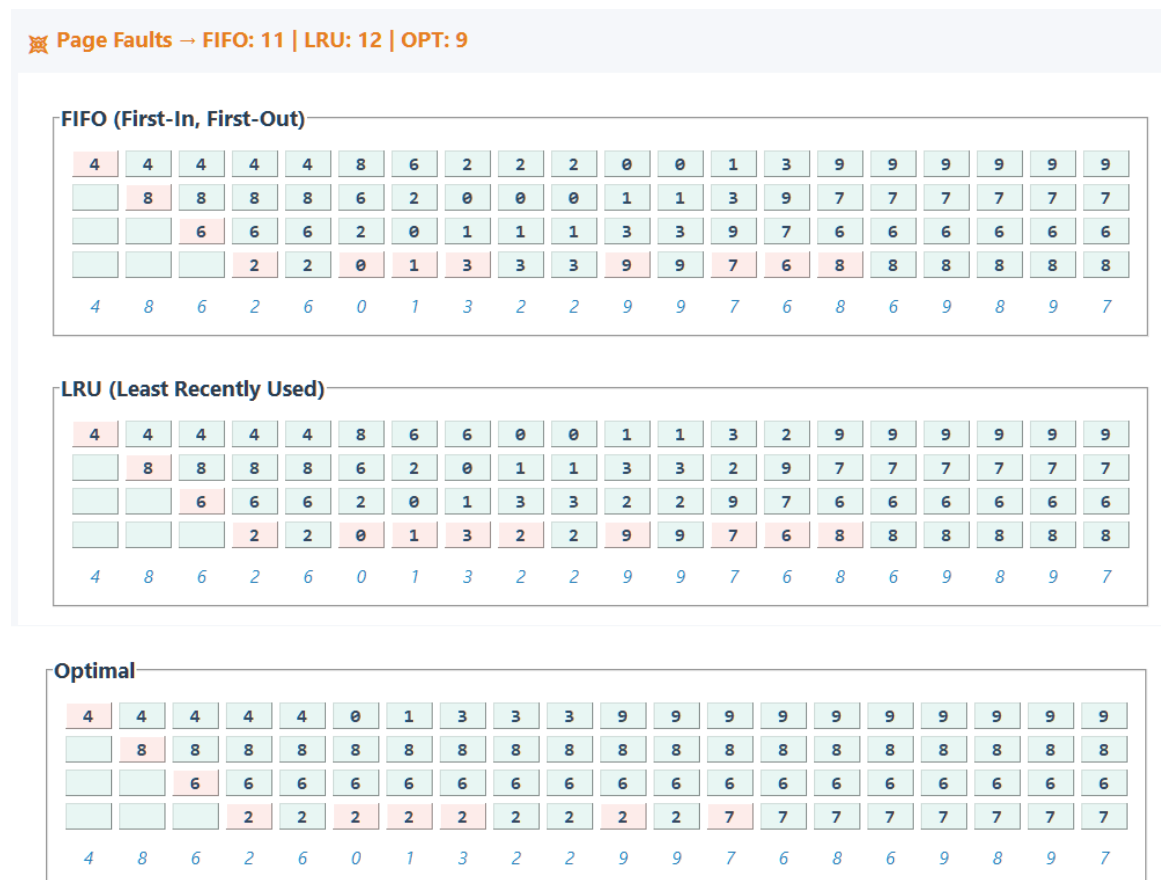 Page Faults → FIFO: 11 | LRU: 12 | OPT: 9
FIFO (First-In, First-Out)
4 4 4 4 4 8 6 2 2 2 0 0 1 3 9 9 9 9 9 9
8 8 8 8 6 2 0 0 0 1 1 3 9 7 7 7 7 7 7
6 6 6 2 0 1 1 1 3 3 9 7 6 6 6 6 6 6
2 2 0 1 3 3 3 9 9 7 6 8 8 8 8 8 8
4 8 6 2 6 0 1 3 2 2 9 9 7 6 8 6 9 8 9 7
LRU (Least Recently Used)
4 4 4 4 4 8 6 6 0 0 1 1 3 2 9 9 9 9 9 9
8 8 8 8 6 2 0 1 1 3 3 2 9 7 7 7 7 7 7
6 6 6 2 0 1 3 3 2 2 9 7 6 6 6 6 6 6
2 2 0 1 3 2 2 9 9 7 6 8 8 8 8 8 8
4 8 6 2 6 0 1 3 2 2 9 9 7 6 8 6 9 8 9 7
Optimal
4 4 4 4 4 0 1 3 3 3 9 9 9 9 9 9 9 9 9 9
8 8 8 8 8 8 8 8 8 8 8 8 8 8 8 8 8 8 8
6 6 6 6 6 6 6 6 6 6 6 6 6 6 6 6 6 6
2 2 2 2 2 2 2 2 2 7 7 7 7 7 7 7 7
4 8 6 2 6 0 1 3 2 2 9 9 7 6 8 6 9 8 9 7